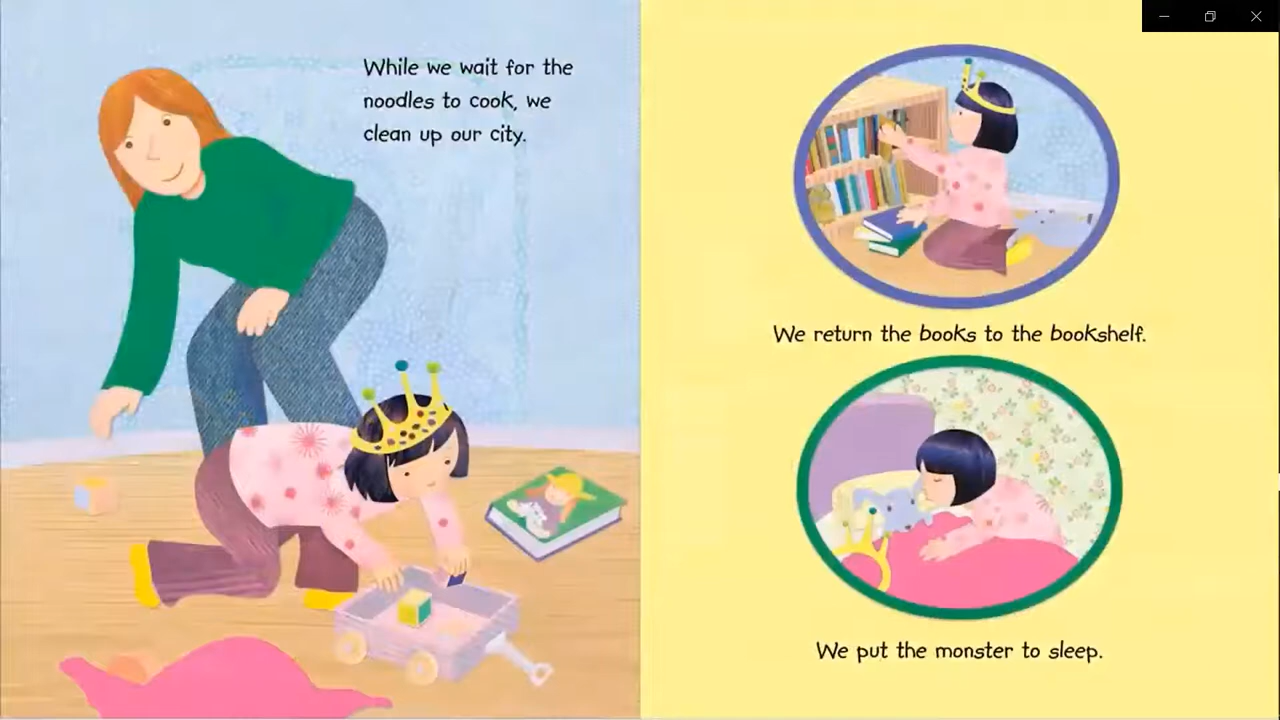 While we wait for the
noodles to cook, we
clean up our city.
We return the books to the bookshelf.
We put the monster to sleep.